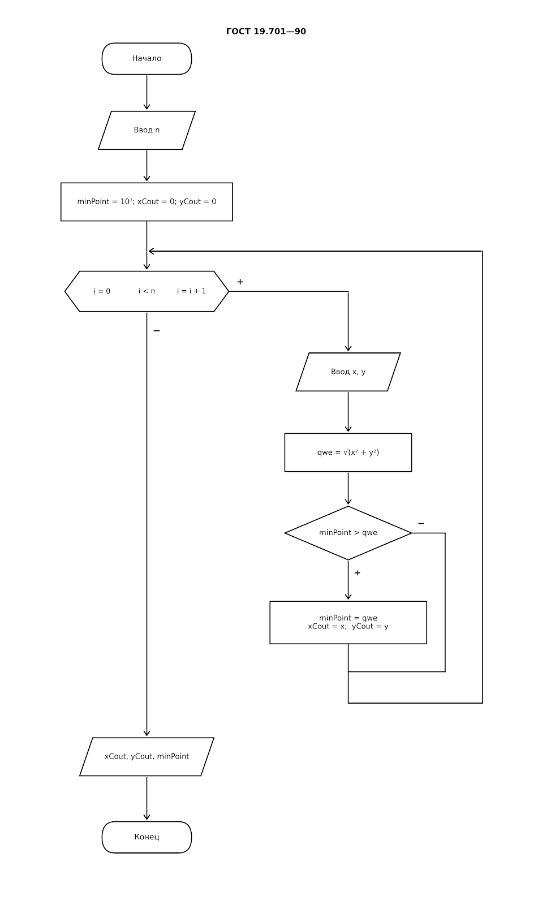 ГОСТ 19.701—90
Начало
Ввод n
minPoint = 10⁷; xCout = 0; yCout = 0
i = 0 i < n i = i + 1
+
−
Ввод x, y
qwe = √(x² + y²)
minPoint > qwe
−
+
minPoint = qwe
xCout = x; yCout = y
xCout, yCout, minPoint
Конец